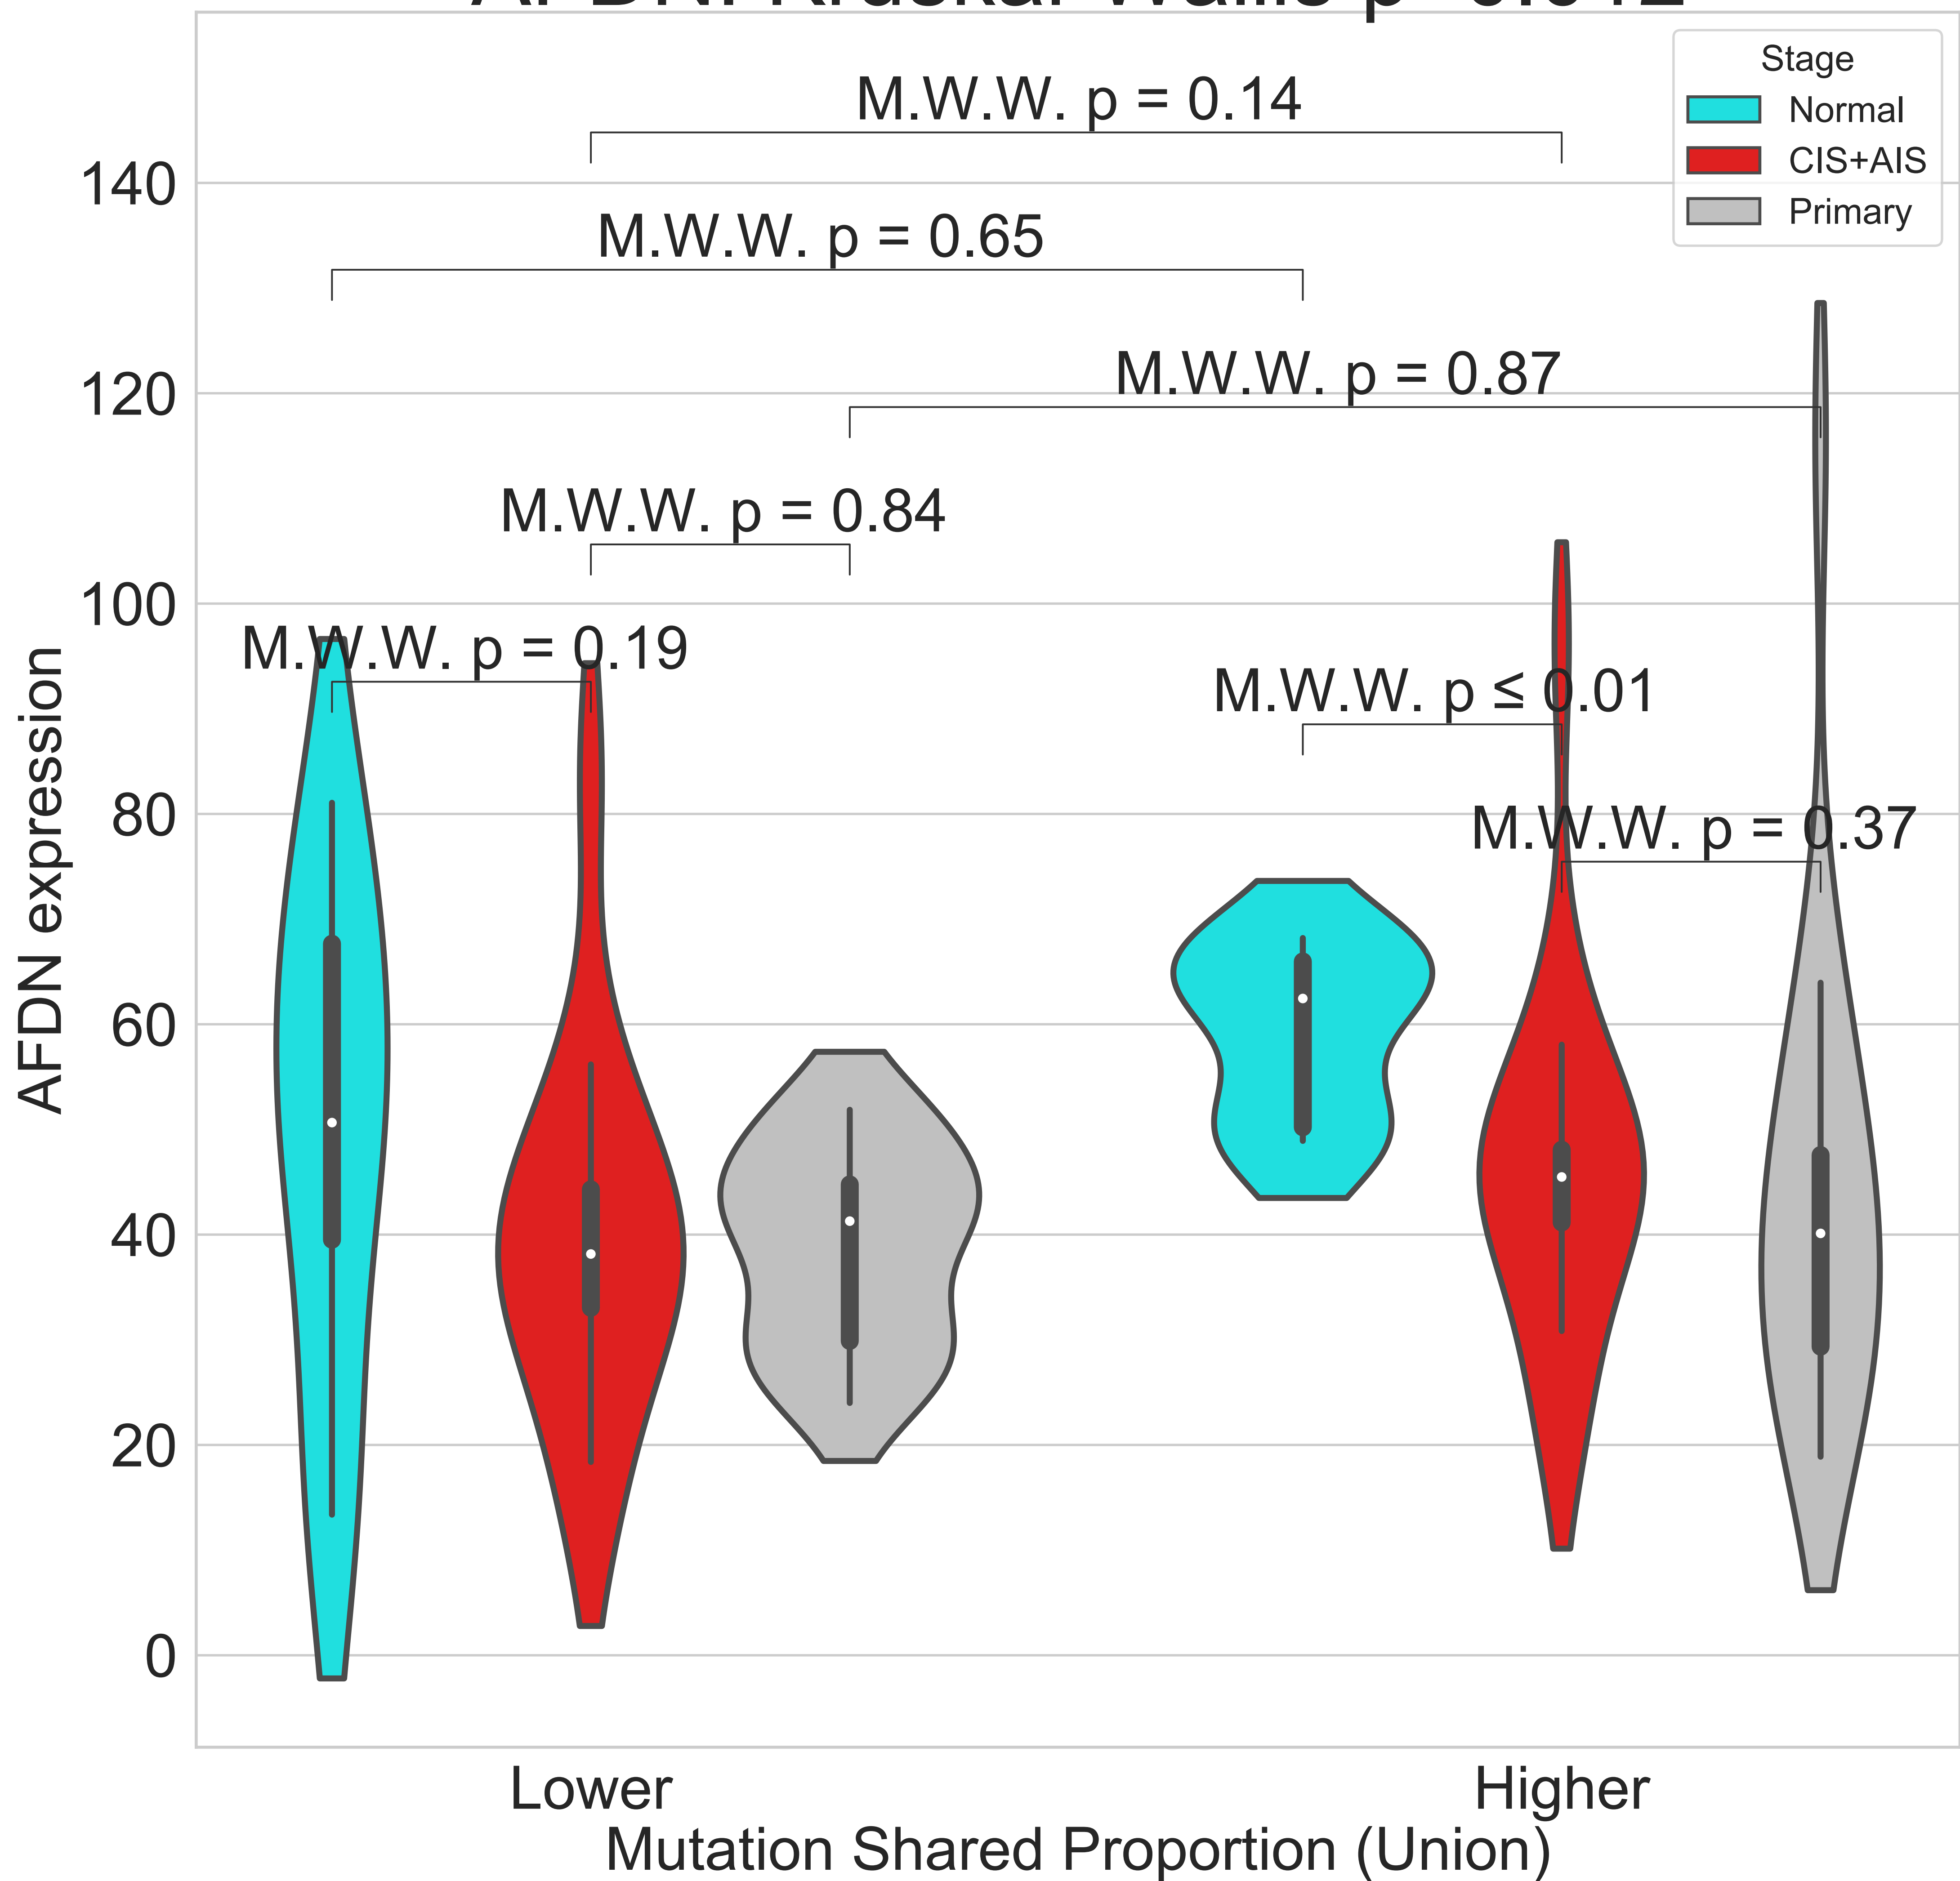 Stage
Normal
CIS+AIS
Primary
M.W.W. p = 0.14
M.W.W. p = 0.65
M.W.W. p = 0.87
M.W.W. p = 0.84
M.W.W. p = 0.19
M.W.W. p ≤ 0.01
M.W.W. p = 0.37
140
120
100
80
60
40
20
0
AFDN expression
Lower
Higher
Mutation Shared Proportion (Union)